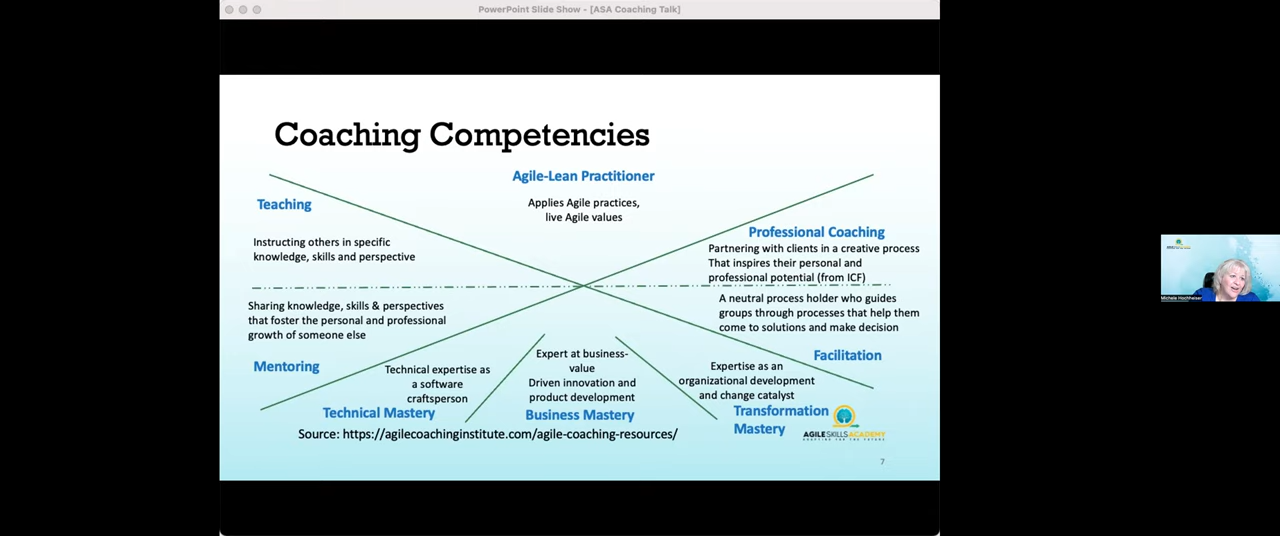 PowerPoint Slide Show - [ASA Coaching Talk]
Coaching Competencies
Agile-Lean Practitioner
Applies Agile practices,
live Agile values
Teaching
Instructing others in specific
knowledge, skills and perspective
Professional Coaching
Partnering with clients in a creative process
That inspires their personal and
professional potential (from ICF)
Sharing knowledge, skills & perspectives
that foster the personal and professional
growth of someone else
Mentoring
A neutral process holder who guides
groups through processes that help them
come to solutions and make decision
Facilitation
Technical expertise as
a software
craftsperson
Technical Mastery
Expert at business-
value
Driven innovation and
product development
Business Mastery
Expertise as an
organizational development
and change catalyst
Transformation
Mastery
AGILESKILLSACADEMY
Source: https://agilecoachinginstitute.com/agile-coaching-resources/
7
Michele Hochheiser